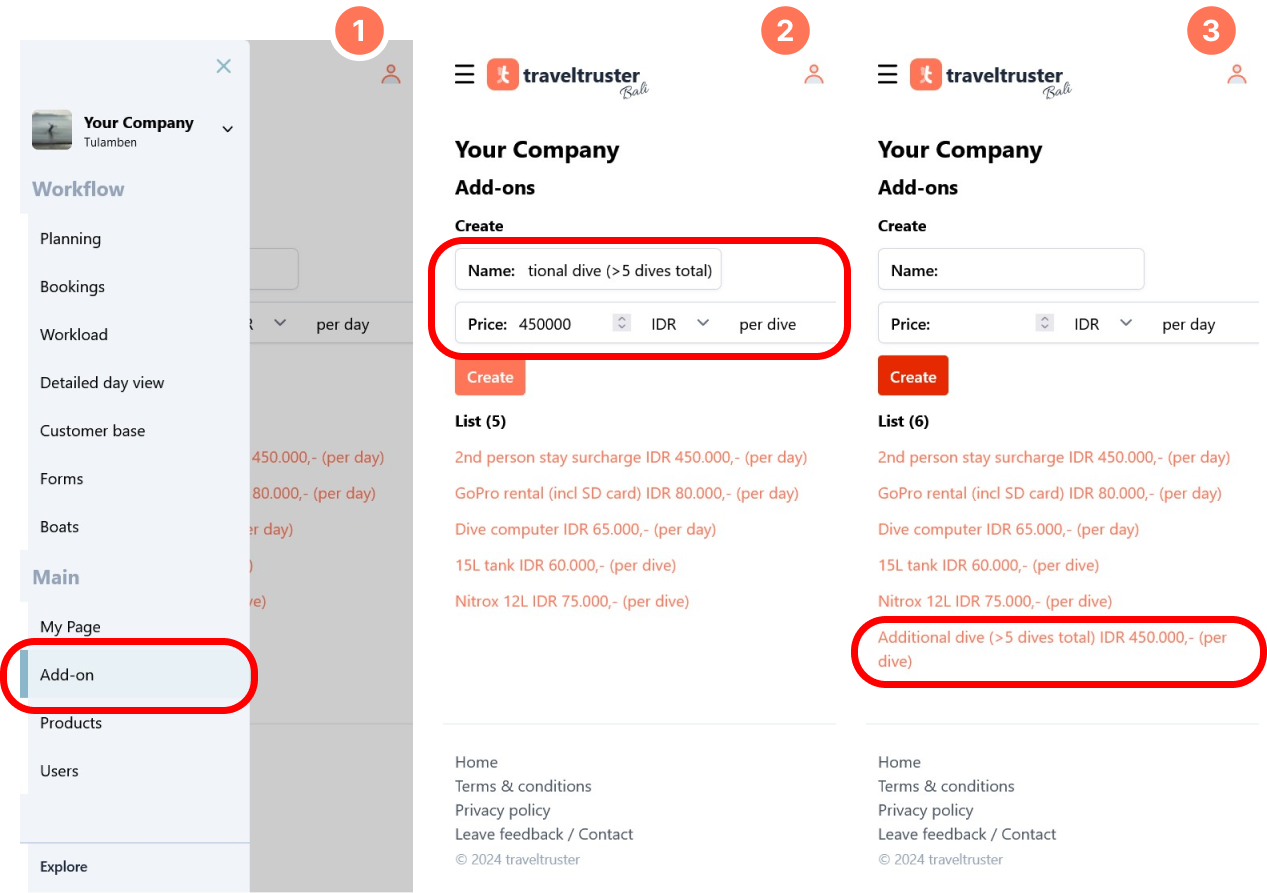 1
Your Company
Tulamben
Workflow
Planning
Bookings
Workload
Detailed day view
Customer base
Forms
Boats
Main
My Page
Add-on
Products
Users
Explore
per day
450.000,- (per day)
80.000,- (per day)
day)
2
traveltruster
Bali
Your Company
Add-ons
Create
Name: tional dive (>5 dives total)
Price: 450000 IDR per dive
Create
List (5)
2nd person stay surcharge IDR 450.000,- (per day)
GoPro rental (incl SD card) IDR 80.000,- (per day)
Dive computer IDR 65.000,- (per day)
15L tank IDR 60.000,- (per dive)
Nitrox 12L IDR 75.000,- (per dive)
Home
Terms & conditions
Privacy policy
Leave feedback / Contact
© 2024 traveltruster
3
traveltruster
Bali
Your Company
Add-ons
Create
Name:
Price: IDR per day
Create
List (6)
2nd person stay surcharge IDR 450.000,- (per day)
GoPro rental (incl SD card) IDR 80.000,- (per day)
Dive computer IDR 65.000,- (per day)
15L tank IDR 60.000,- (per dive)
Nitrox 12L IDR 75.000,- (per dive)
Additional dive (>5 dives total) IDR 450.000,- (per
dive)
Home
Terms & conditions
Privacy policy
Leave feedback / Contact
© 2024 traveltruster